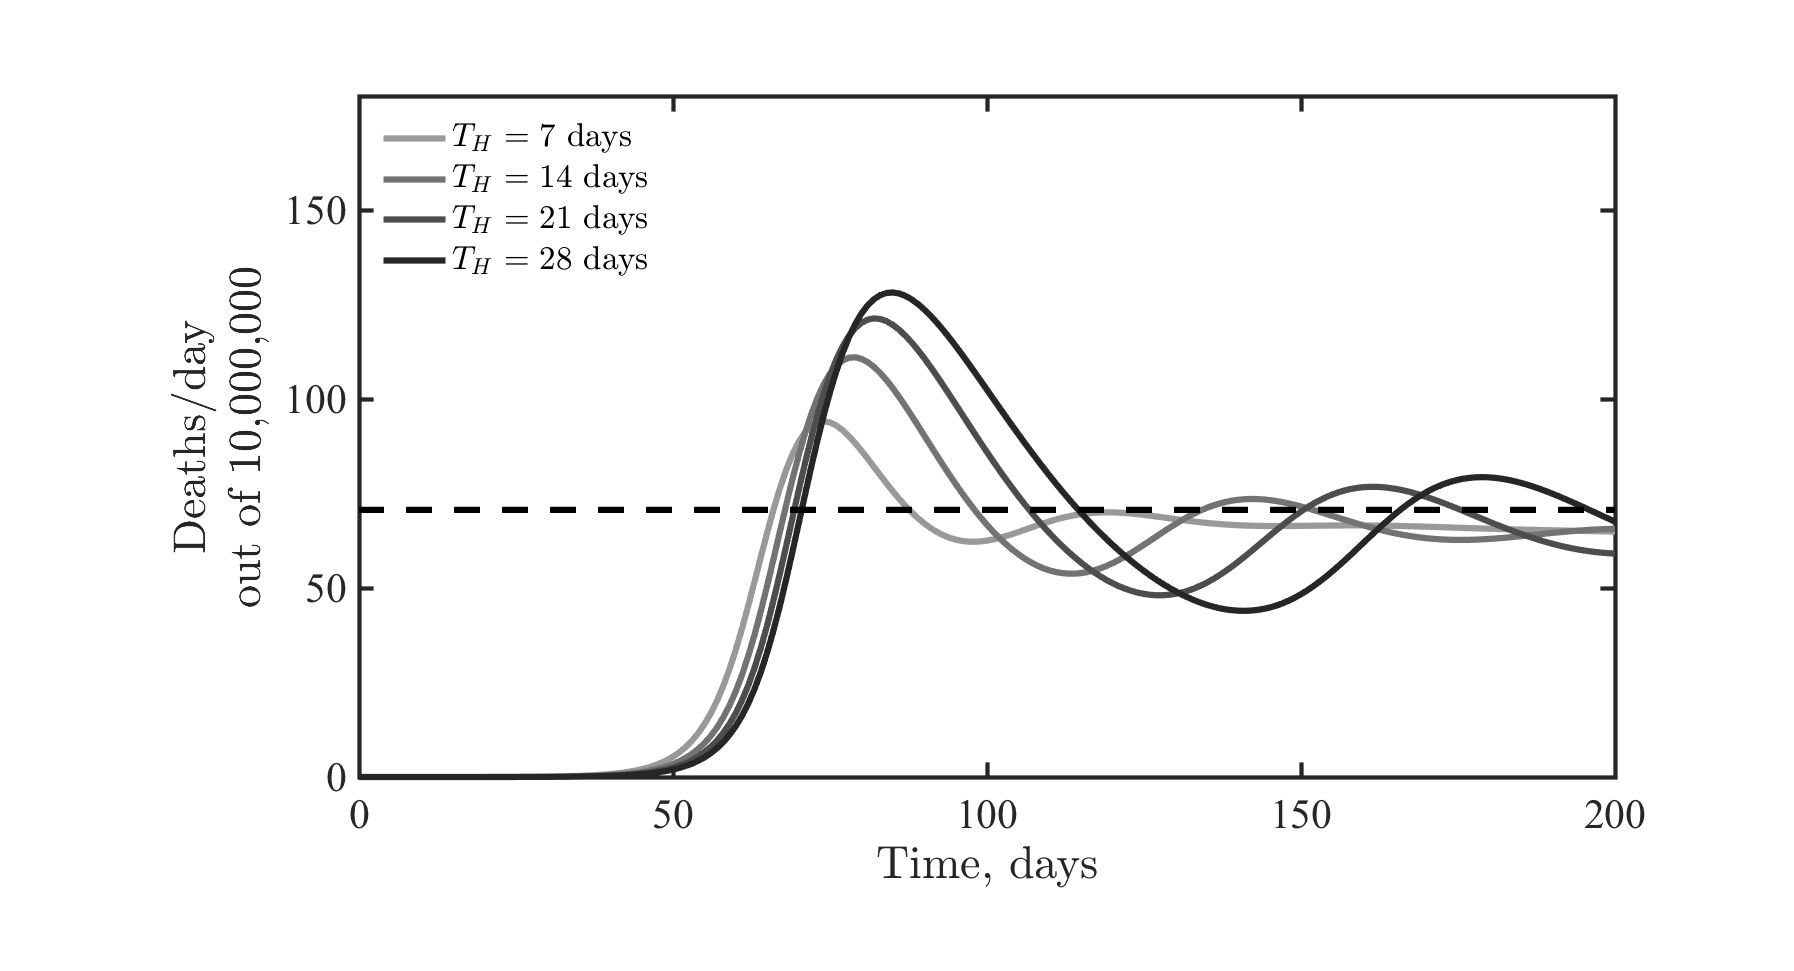 T_H = 7 days
T_H = 14 days
T_H = 21 days
T_H = 28 days
150
100
50
0
Deaths/day
out of 10,000,000
0 50 100 150 200
Time, days